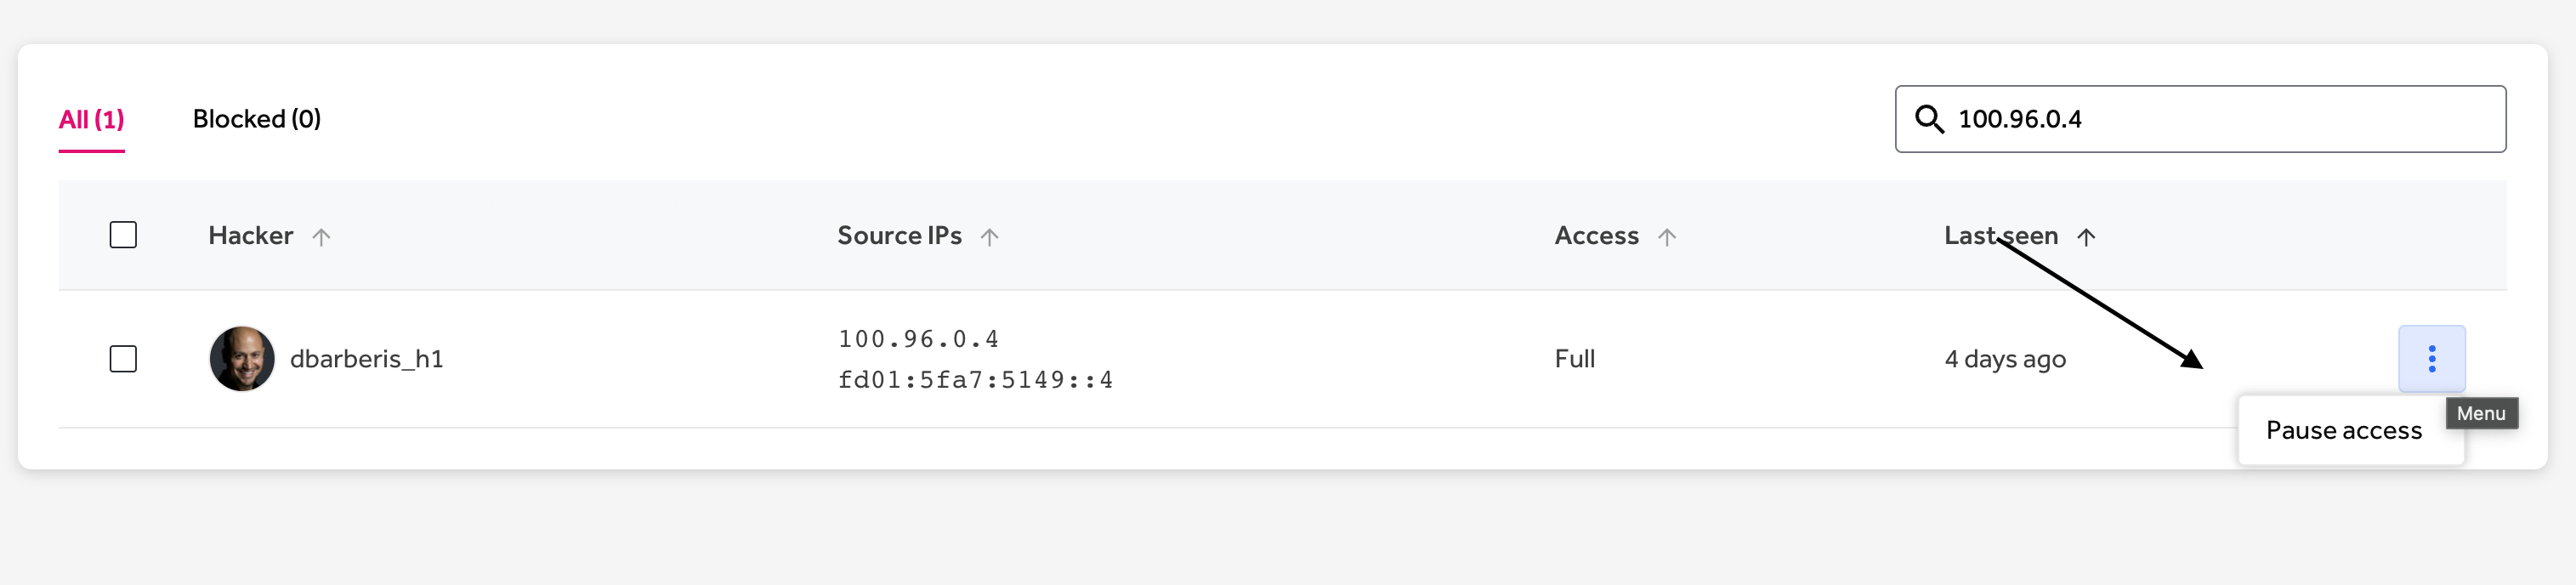 All (1)
Blocked (0)
100.96.0.4
Hacker
Source IPs
Access
Last seen
dbarberis_h1
100.96.0.4
fd01:5fa7:5149::4
Full
4 days ago
Menu
Pause access